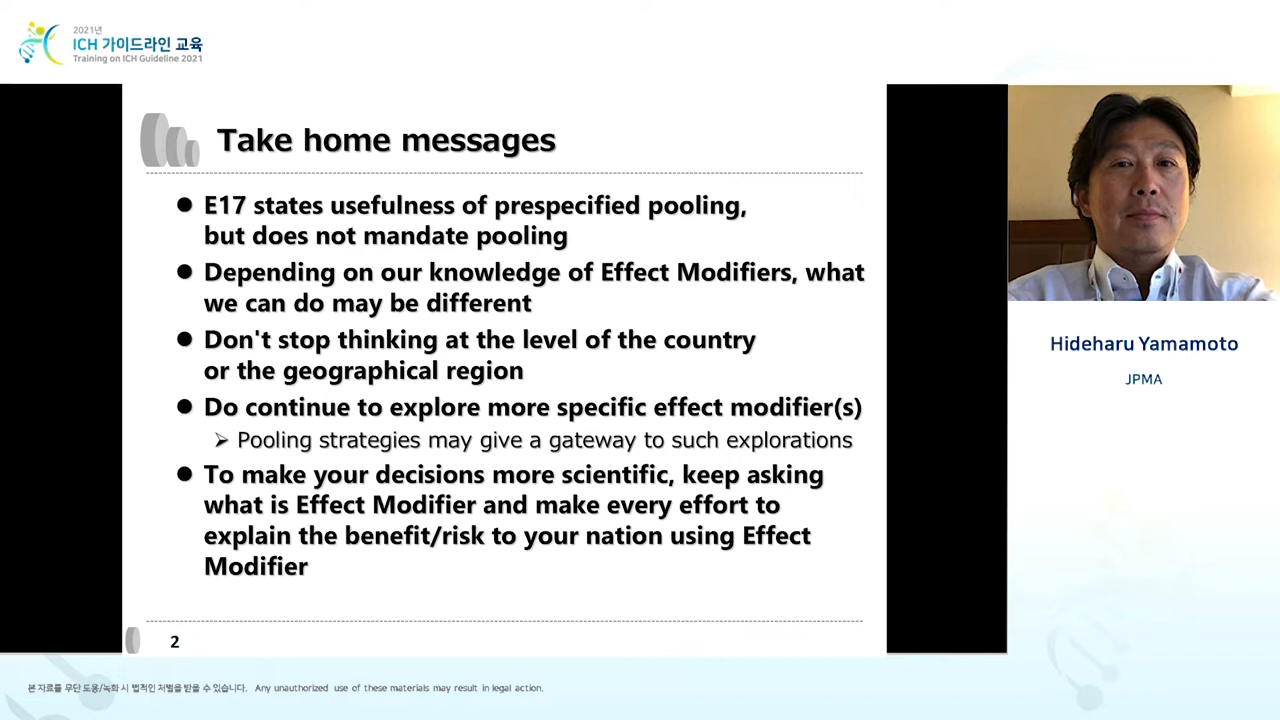 2021년
ICH 가이드라인 교육
Training on ICH Guideline 2021
Take home messages
● E17 states usefulness of prespecified pooling,
but does not mandate pooling
● Depending on our knowledge of Effect Modifiers, what
we can do may be different
● Don't stop thinking at the level of the country
or the geographical region
● Do continue to explore more specific effect modifier(s)
➢ Pooling strategies may give a gateway to such explorations
● To make your decisions more scientific, keep asking
what is Effect Modifier and make every effort to
explain the benefit/risk to your nation using Effect
Modifier
2
Hideharu Yamamoto
JPMA
본 자료를 무단 도용/녹화 시 법적인 처벌을 받을 수 있습니다. Any unauthorized use of these materials may result in legal action.